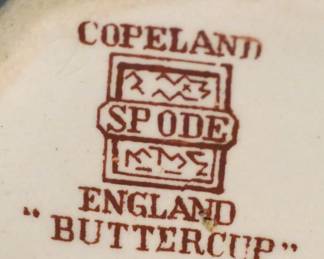 COPELAND
SPODE
ENGLAND
"BUTTERCUP"